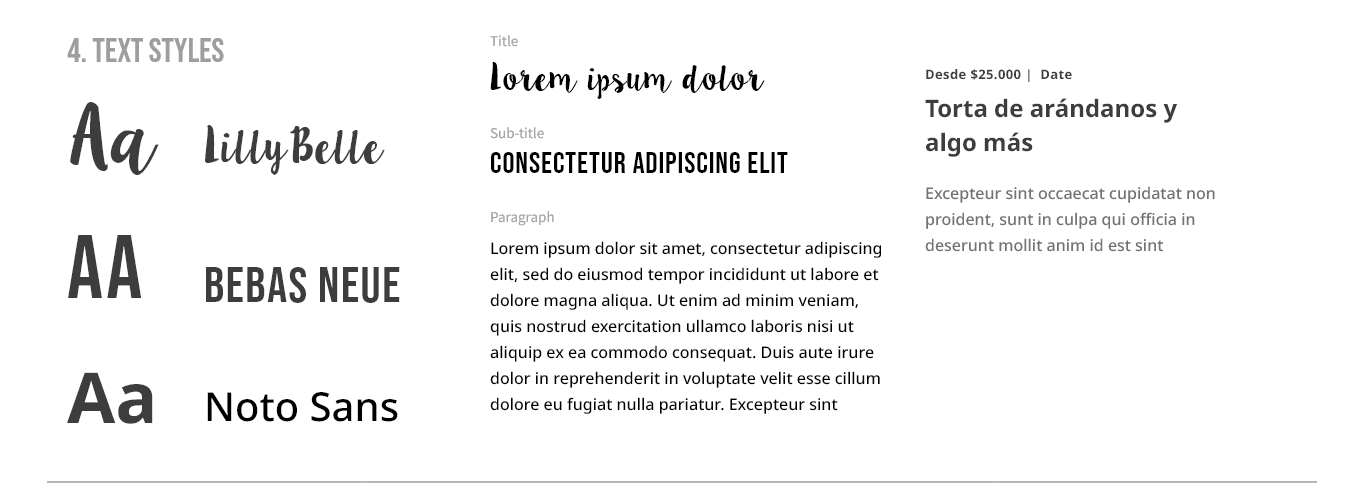 4. TEXT STYLES
Aa
LillyBelle
AA
BEBAS NEUE
Aa
Noto Sans
Title
Lorem ipsum dolor
Sub-title
CONSECTETUR ADIPISCING ELIT
Paragraph
Lorem ipsum dolor sit amet, consectetur adipiscing
elit, sed do eiusmod tempor incididunt ut labore et
dolore magna aliqua. Ut enim ad minim veniam,
quis nostrud exercitation ullamco laboris nisi ut
aliquip ex ea commodo consequat. Duis aute irure
dolor in reprehenderit in voluptate velit esse cillum
dolore eu fugiat nulla pariatur. Excepteur sint
Desde $25.000 | Date
Torta de arándanos y
algo más
Excepteur sint occaecat cupidatat non
proident, sunt in culpa qui officia in
deserunt mollit anim id est sint